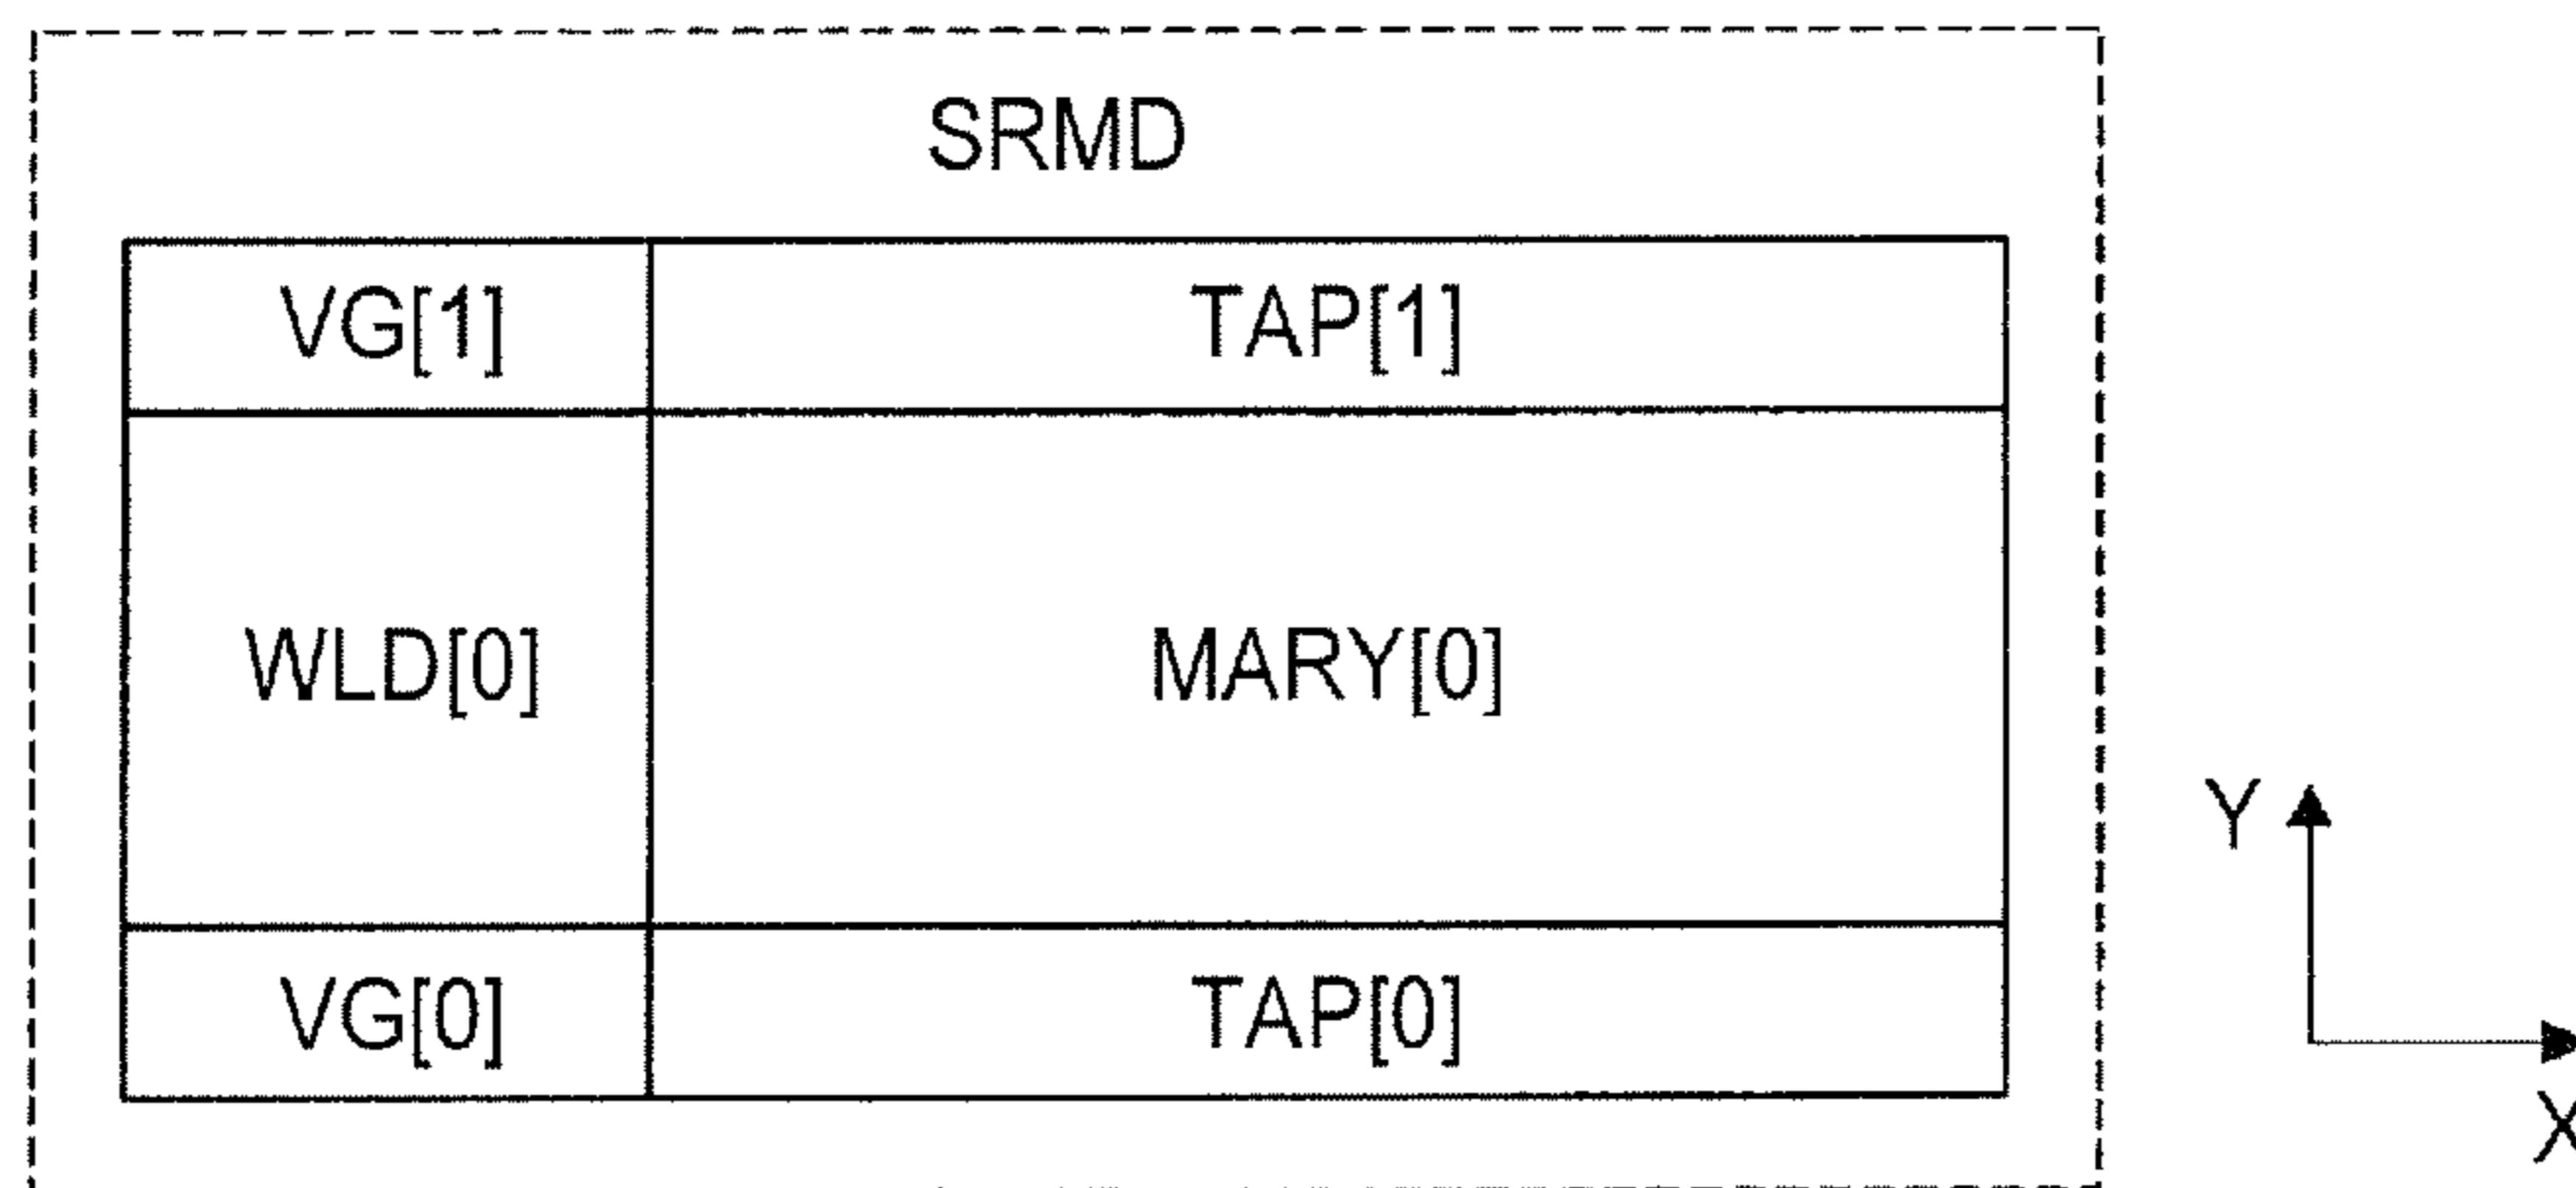 SRMD
VG[1] TAP[1]
WLD[0] MARY[0]
VG[0] TAP[0]
Y
X